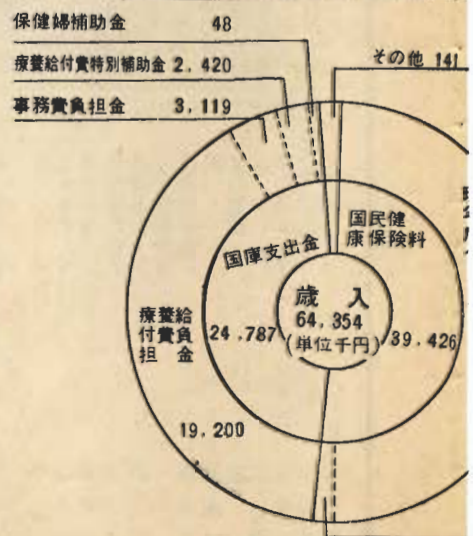 保健婦補助金 48
療養給付費特別補助金 2,420
事務費負担金 3,119
その他 141
国庫支出金
24,787
国民健
康保険料
39,426
歳入
64,354
(単位千円)
療養給
付費負
担金
19,200